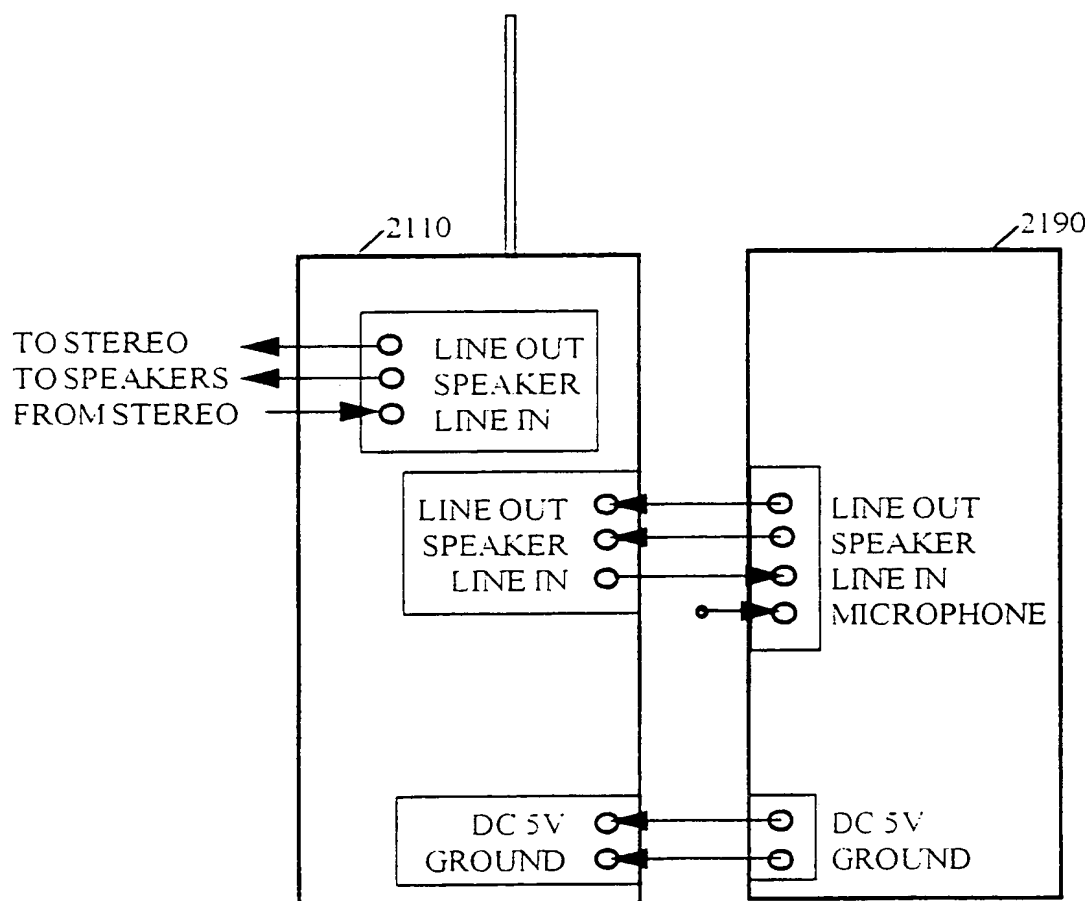 2110
2190
TO STEREO
TO SPEAKERS
FROM STEREO
LINE OUT
SPEAKER
LINE IN
LINE OUT
SPEAKER
LINE IN
LINE OUT
SPEAKER
LINE IN
MICROPHONE
DC 5V
GROUND
DC 5V
GROUND